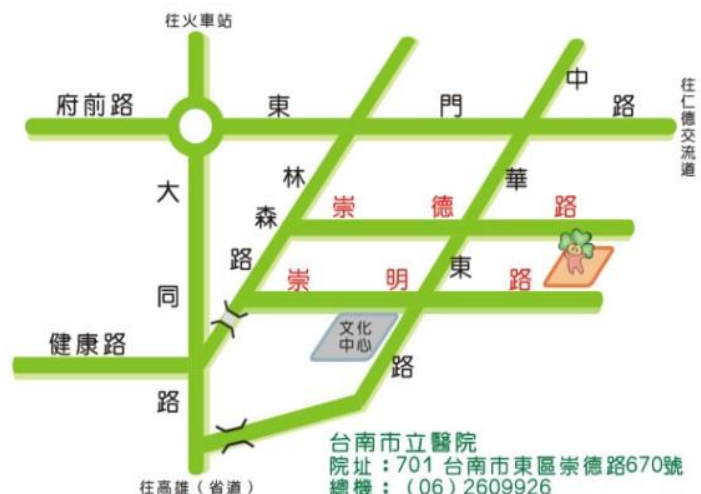 往火車站
府前路
東門路
中華東路
往仁德交流道
林森路
大同路
崇德路
崇明路
健康路
文化
中心
往高雄（省道）
台南市立醫院
院址：701 台南市東區崇德路670號
總機：（06）2609926